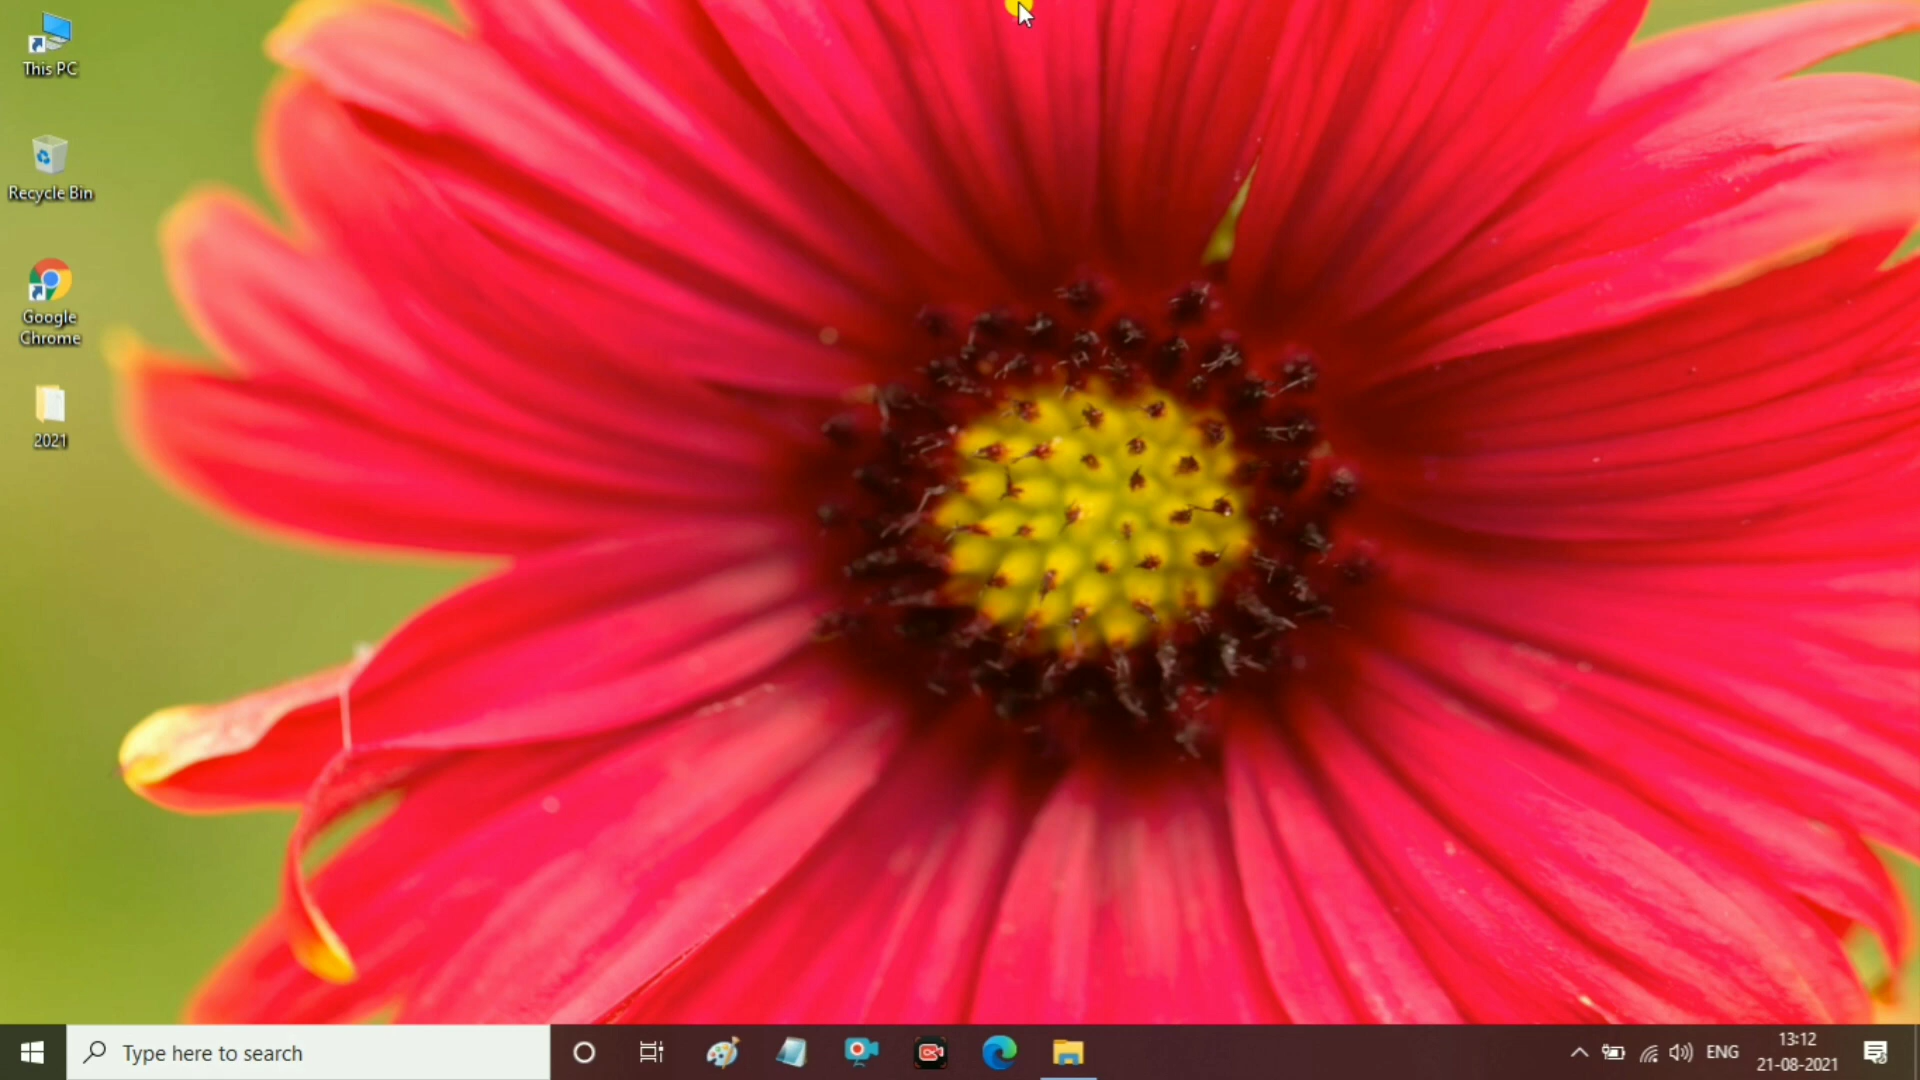 This PC
Recycle Bin
Google
Chrome
2021
Type here to search
ENG
13:12
21-08-2021